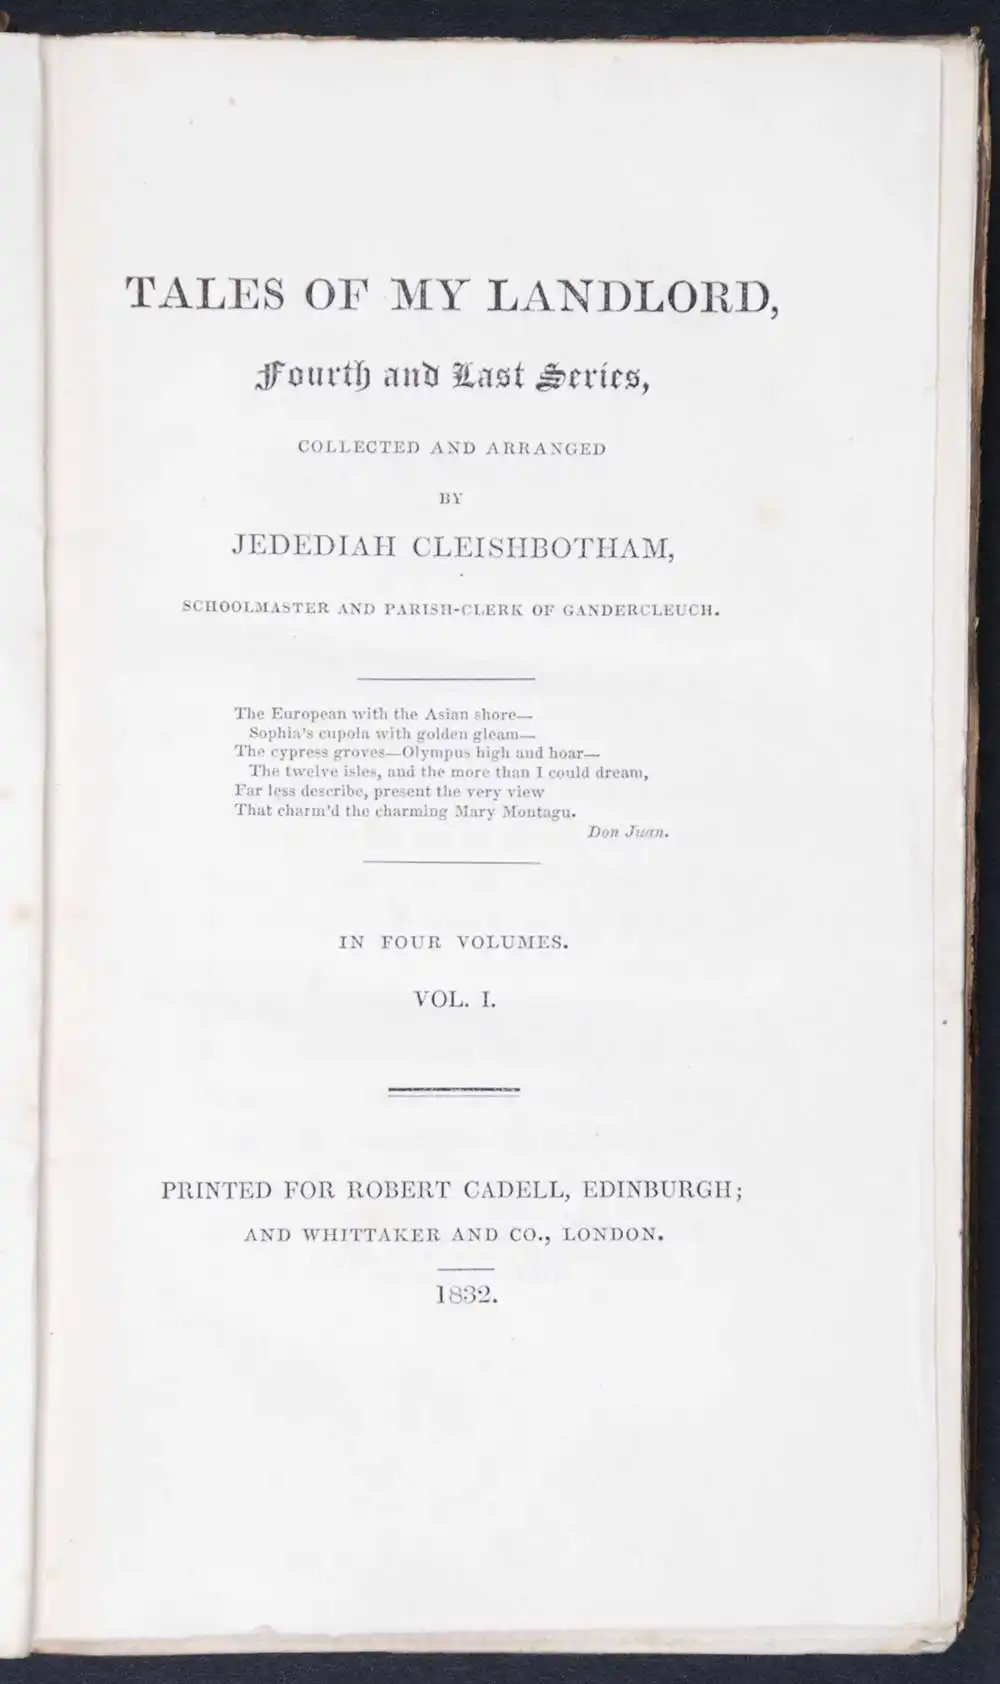 TALES OF MY LANDLORD,
Fourth and Last Series,
COLLECTED AND ARRANGED
BY
JEDEDIAH CLEISHBOTHAM,
SCHOOLMASTER AND PARISH-CLERK OF GANDERCLEUCH.
The European with the Asian shore—
Sophia's cupola with golden gleam—
The cypress groves—Olympus high and hoar—
The twelve isles, and the more than I could dream,
Far less describe, present the very view
That charm'd the charming Mary Montagu.
Don Juan.
IN FOUR VOLUMES.
VOL. I.
PRINTED FOR ROBERT CADELL, EDINBURGH;
AND WHITTAKER AND CO., LONDON.
1832.